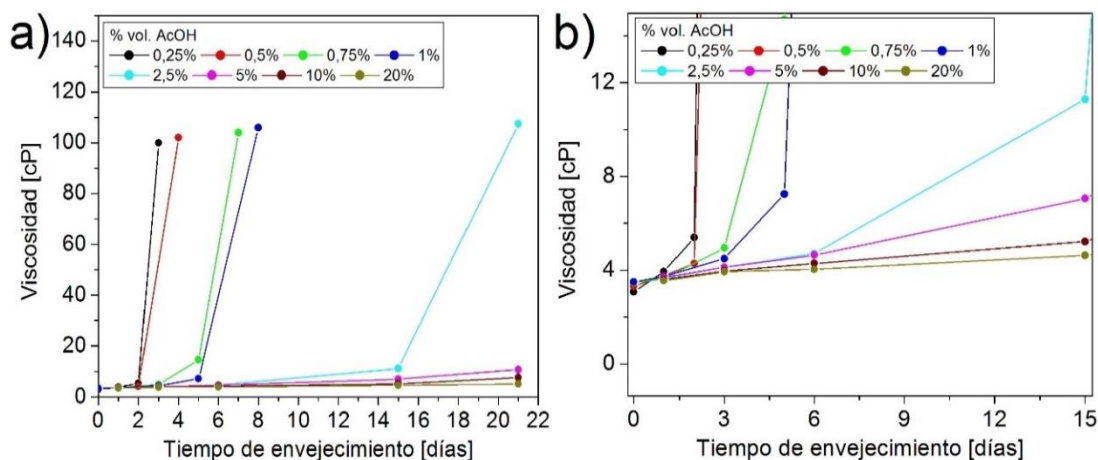 a)
% vol. AcOH
0,25% 0,5% 0,75% 1%
2,5% 5% 10% 20%
Viscosidad [cP]
140
120
100
80
60
40
20
0
0 2 4 6 8 10 12 14 16 18 20 22
Tiempo de envejecimiento [días]
b)
% vol. AcOH
0,25% 0,5% 0,75% 1%
2,5% 5% 10% 20%
Viscosidad [cP]
12
8
4
0
0 3 6 9 12 15
Tiempo de envejecimiento [días]